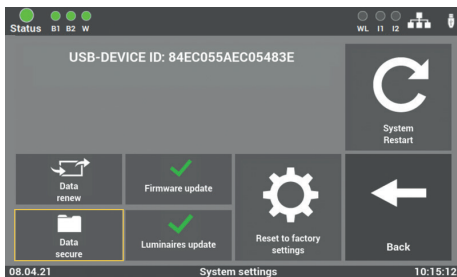 Status B1 B2 W WL I1 I2
USB-DEVICE ID: 84EC055AEC05483E
System
Restart
Data
renew
Firmware update
Data
secure
Luminaires update
Reset to factory
settings
Back
08.04.21 System settings 10:15:12